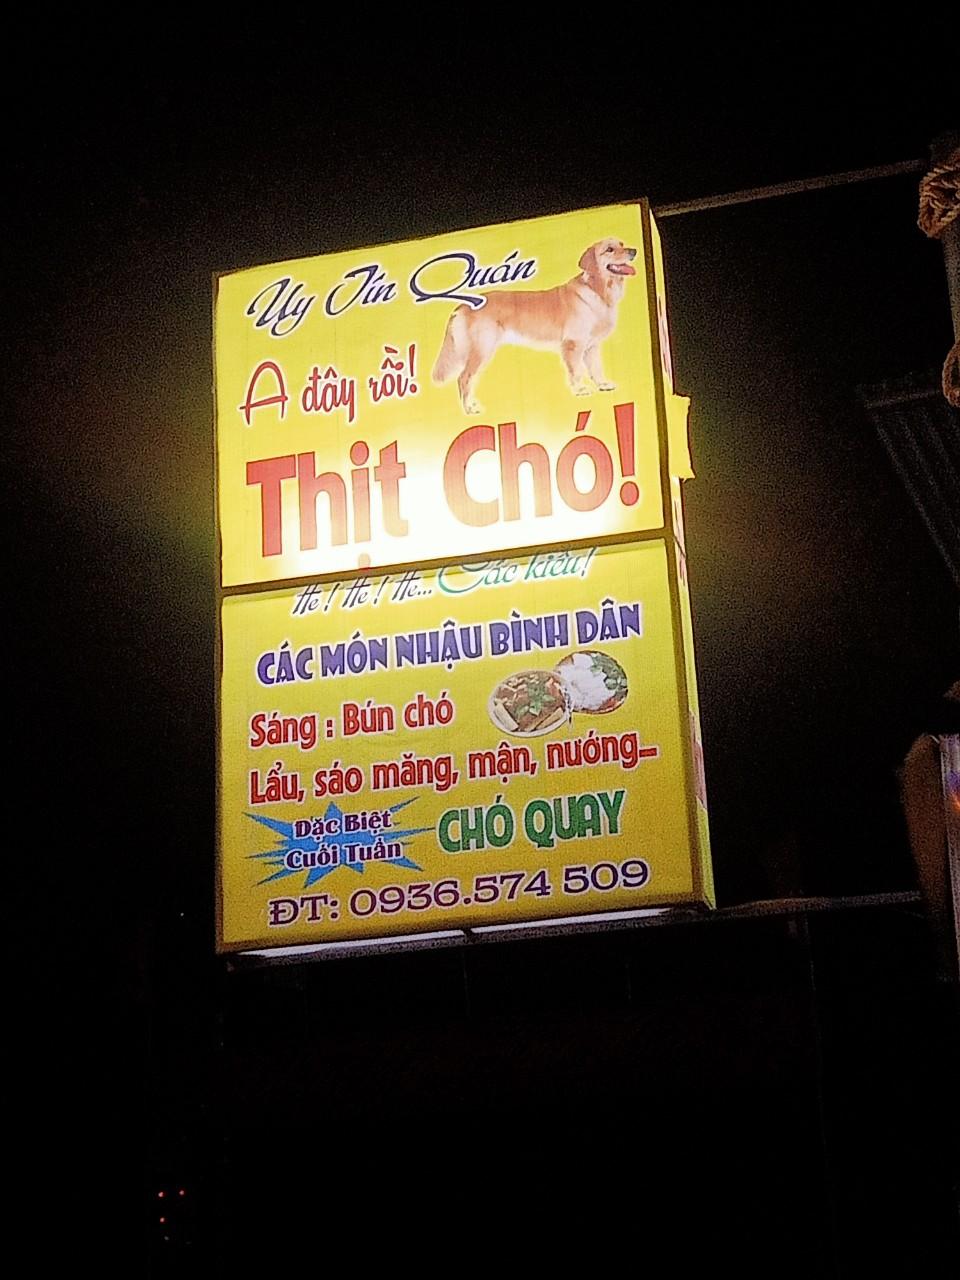 Uy Tín Quán
A đây rồi!
Thịt Chó!
He! He! He... Các kiểu!
CÁC MÓN NHẬU BÌNH DÂN
Sáng : Bún chó
Lẩu, sáo măng, mận, nướng...
Đặc Biệt
Cuối Tuần
CHÓ QUAY
ĐT: 0936.574 509